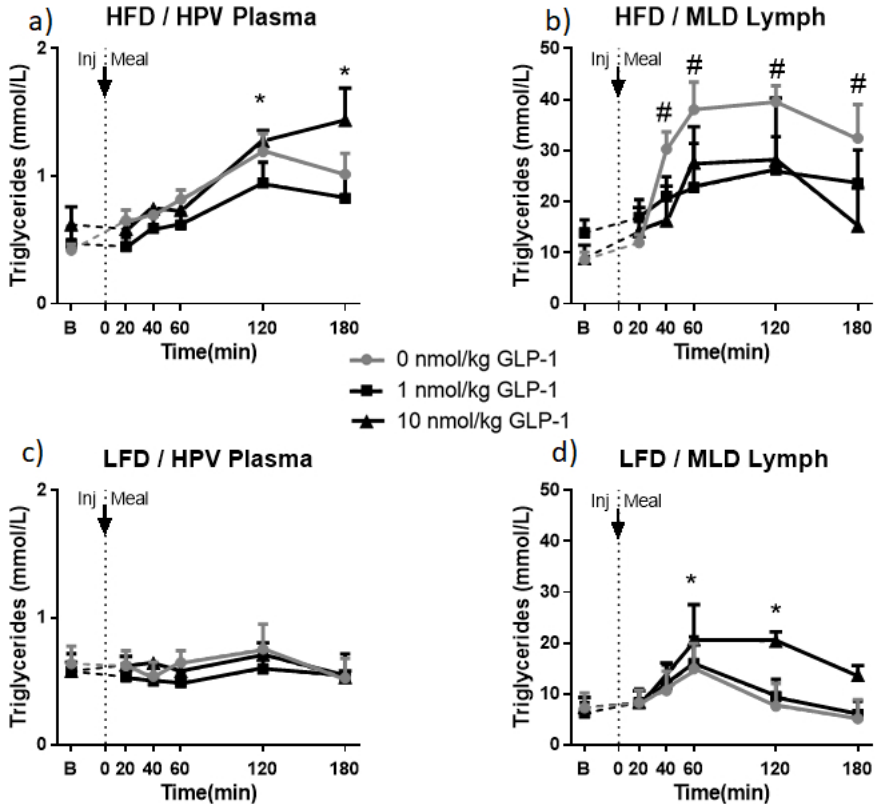 a)
HFD / HPV Plasma
Triglycerides (mmol/L)
2
1
0
Inj
Meal
*
*
B
0
20
40
60
120
180
Time(min)
b)
HFD / MLD Lymph
Triglycerides (mmol/L)
50
40
30
20
10
0
Inj
Meal
#
#
#
#
B
0
20
40
60
120
180
Time(min)
0 nmol/kg GLP-1
1 nmol/kg GLP-1
10 nmol/kg GLP-1
c)
LFD / HPV Plasma
Triglycerides (mmol/L)
2
1
0
Inj
Meal
B
0
20
40
60
120
180
Time(min)
d)
LFD / MLD Lymph
Triglycerides (mmol/L)
50
40
30
20
10
0
Inj
Meal
*
*
B
0
20
40
60
120
180
Time(min)